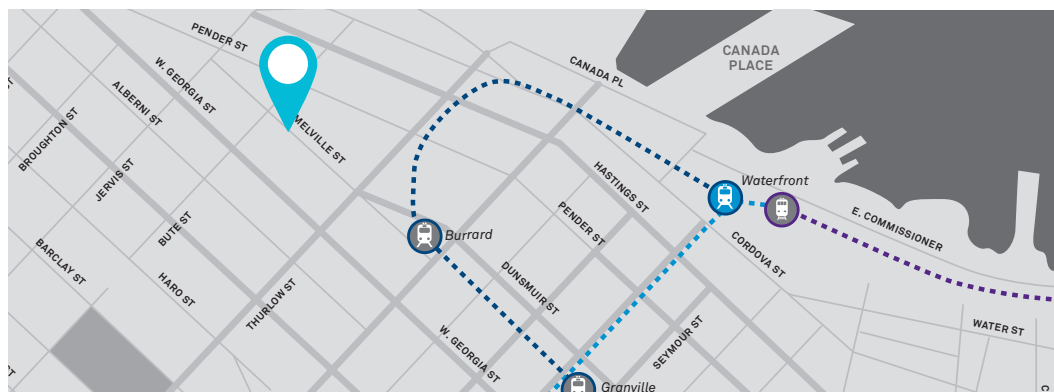 PENDER ST
CANADA
PLACE
CANADA PL
W. GEORGIA ST
ALBERNI ST
BROUGHTON ST
MELVILLE ST
JERVIS ST
HASTINGS ST
Waterfront
E. COMMISSIONER
BUTE ST
PENDER ST
Burrard
CORDOVA ST
BARCLAY ST
HARO ST
THURLOW ST
DUNSMUIR ST
WATER ST
SEYMOUR ST
W. GEORGIA ST
Granville